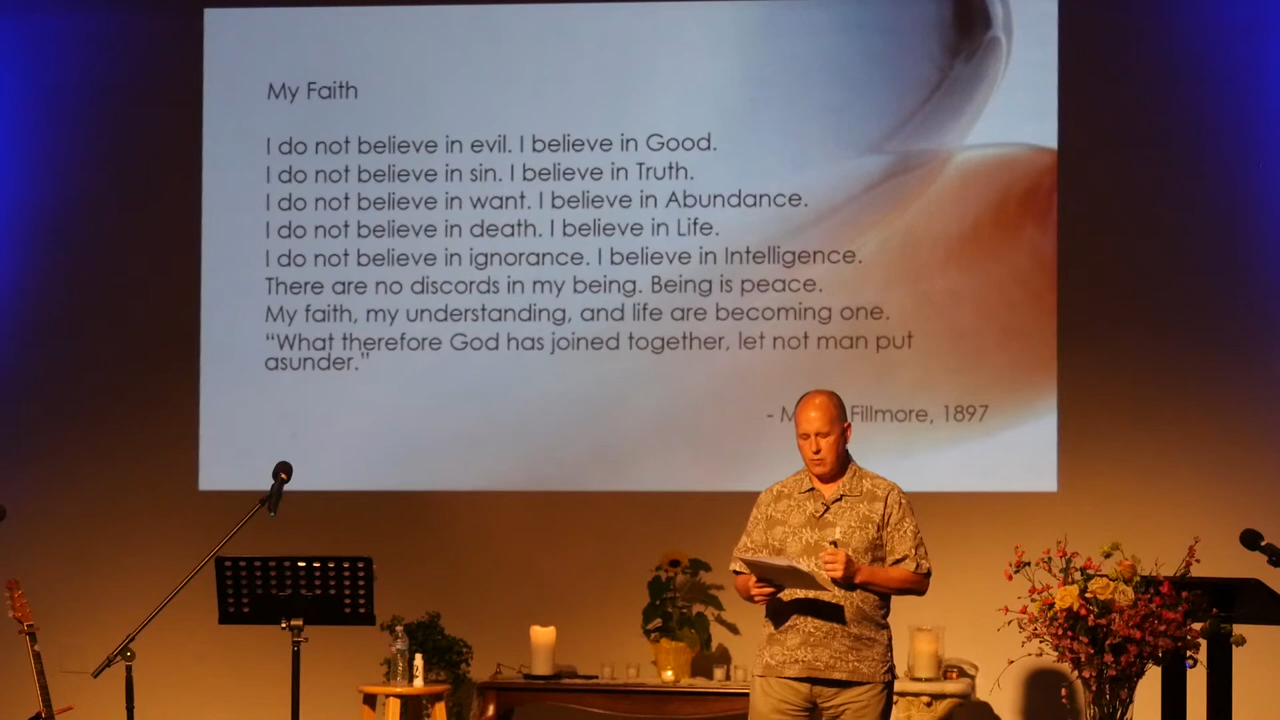 My Faith
I do not believe in evil. I believe in Good.
I do not believe in sin. I believe in Truth.
I do not believe in want. I believe in Abundance.
I do not believe in death. I believe in Life.
I do not believe in ignorance. I believe in Intelligence.
There are no discords in my being. Being is peace.
My faith, my understanding, and life are becoming one.
“What therefore God has joined together, let not man put
asunder.”
- Fillmore, 1897